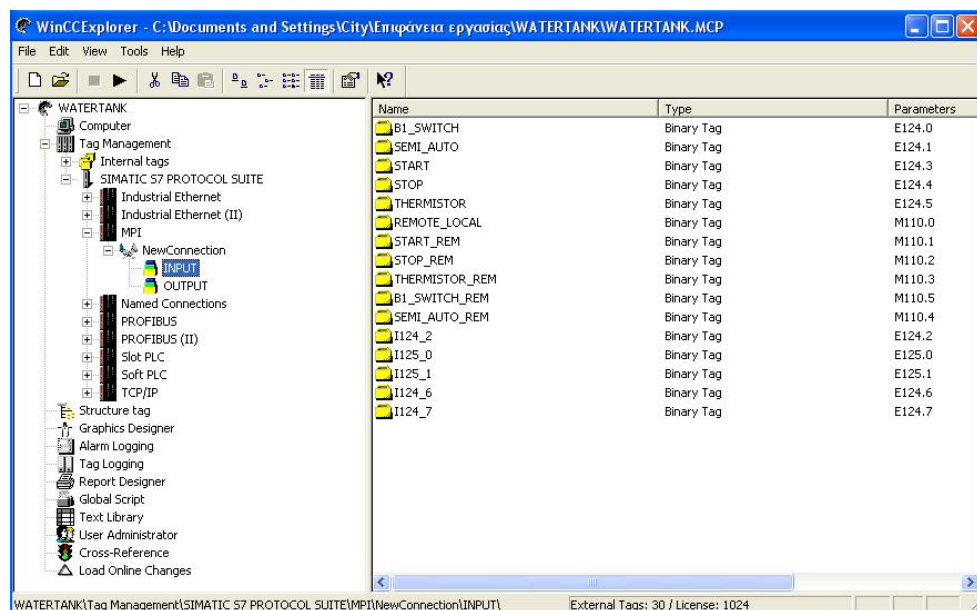 WinCCExplorer - C:\Documents and Settings\City\Επιφάνεια εργασίας\WATERTANK\WATERTANK.MCP
File Edit View Tools Help
WATERTANK
Computer
Tag Management
Internal tags
SIMATIC S7 PROTOCOL SUITE
Industrial Ethernet
Industrial Ethernet (II)
MPI
NewConnection
INPUT
OUTPUT
Named Connections
PROFIBUS
PROFIBUS (II)
Slot PLC
Soft PLC
TCP/IP
Structure tag
Graphics Designer
Alarm Logging
Tag Logging
Report Designer
Global Script
Text Library
User Administrator
Cross-Reference
Load Online Changes
Name Type Parameters
B1_SWITCH Binary Tag E124.0
SEMI_AUTO Binary Tag E124.1
START Binary Tag E124.3
STOP Binary Tag E124.4
THERMISTOR Binary Tag E124.5
REMOTE_LOCAL Binary Tag M110.0
START_REM Binary Tag M110.1
STOP_REM Binary Tag M110.2
THERMISTOR_REM Binary Tag M110.3
B1_SWITCH_REM Binary Tag M110.5
SEMI_AUTO_REM Binary Tag M110.4
I124_2 Binary Tag E124.2
I125_0 Binary Tag E125.0
I125_1 Binary Tag E125.1
I124_6 Binary Tag E124.6
I124_7 Binary Tag E124.7
WATERTANK\Tag Management\SIMATIC S7 PROTOCOL SUITE\MPI\NewConnection\INPUT\ External Tags: 30 / License: 1024